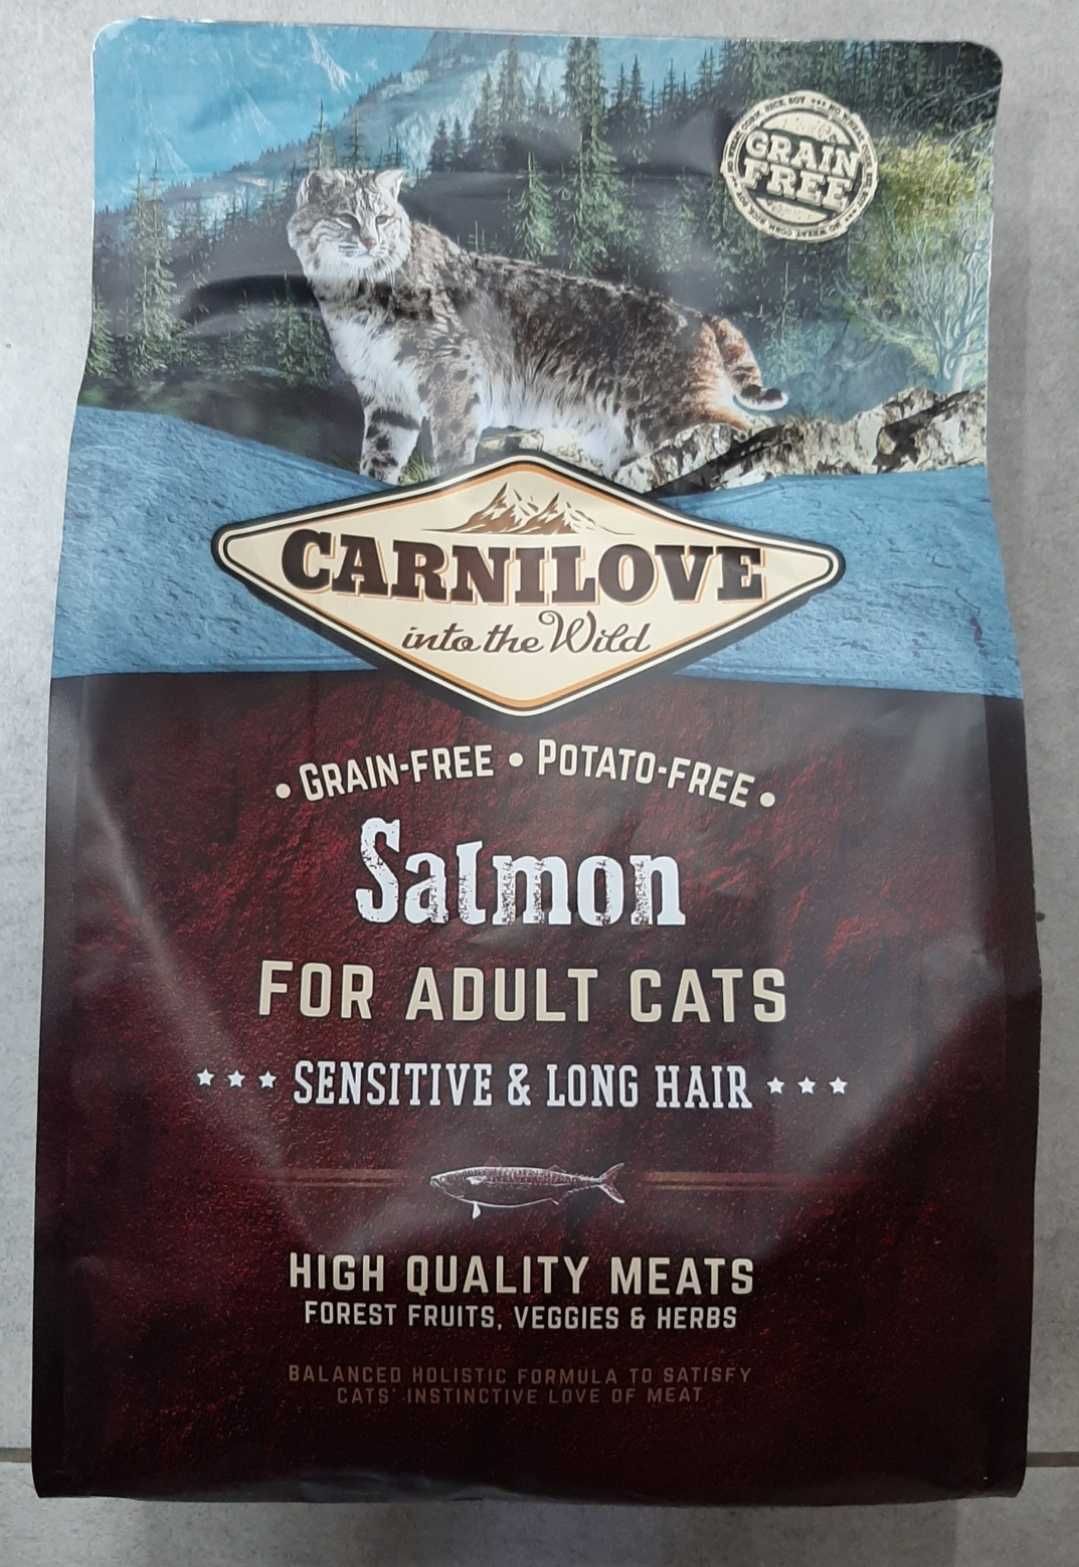 GRAIN
FREE
CARNILOVE
into the Wild
• GRAIN-FREE • POTATO-FREE •
Salmon
FOR ADULT CATS
SENSITIVE & LONG HAIR
HIGH QUALITY MEATS
FOREST FRUITS, VEGGIES & HERBS
BALANCED HOLISTIC FORMULA TO SATISFY
CATS' INSTINCTIVE LOVE OF MEAT